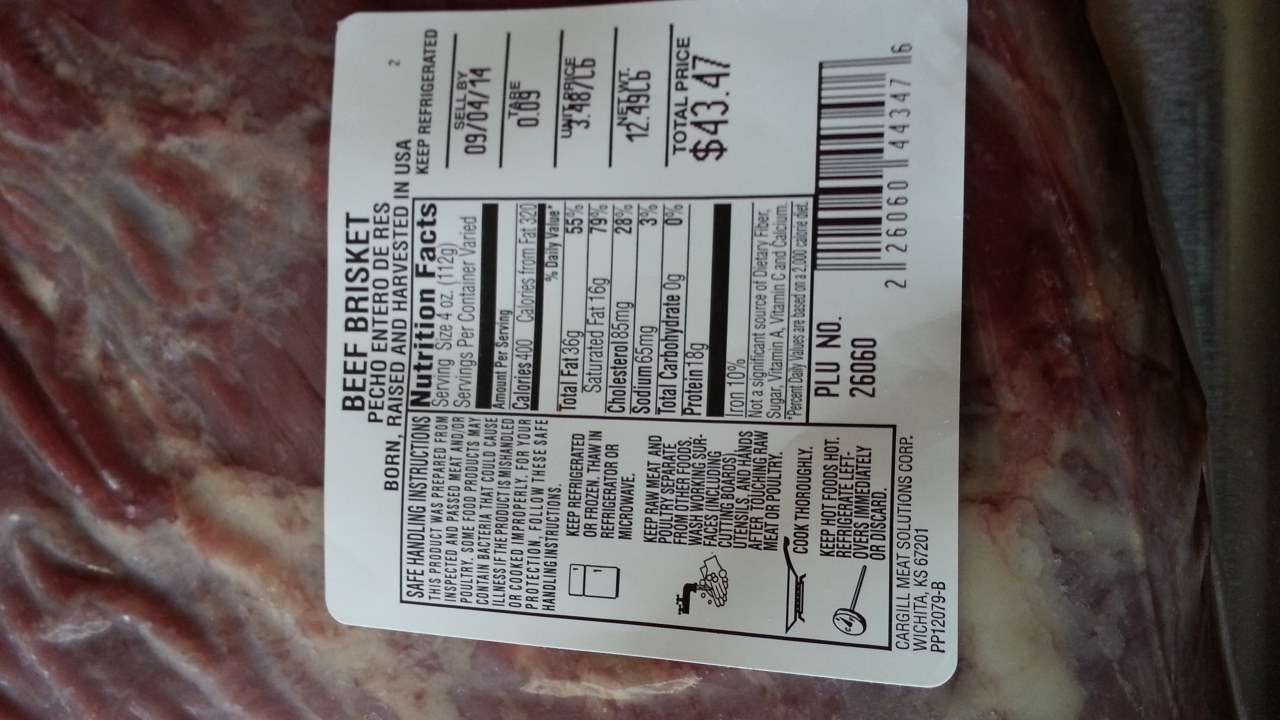 BEEF BRISKET
PECHO ENTERO DE RES
BORN, RAISED AND HARVESTED IN USA
2
KEEP REFRIGERATED
SAFE HANDLING INSTRUCTIONS
THIS PRODUCT WAS PREPARED FROM
INSPECTED AND PASSED MEAT AND/OR
POULTRY. SOME FOOD PRODUCTS MAY
CONTAIN BACTERIA THAT COULD CAUSE
ILLNESS IF THE PRODUCT IS MISHANDLED
OR COOKED IMPROPERLY. FOR YOUR
PROTECTION, FOLLOW THESE SAFE
HANDLING INSTRUCTIONS.
KEEP REFRIGERATED
OR FROZEN. THAW IN
REFRIGERATOR OR
MICROWAVE.
KEEP RAW MEAT AND
POULTRY SEPARATE
FROM OTHER FOODS.
WASH WORKING SUR-
FACES (INCLUDING
CUTTING BOARDS),
UTENSILS, AND HANDS
AFTER TOUCHING RAW
MEAT OR POULTRY.
COOK THOROUGHLY.
KEEP HOT FOODS HOT.
REFRIGERATE LEFT-
OVERS IMMEDIATELY
OR DISCARD.
Nutrition Facts
Serving Size 4 oz. (112g)
Servings Per Container Varied
Amount Per Serving
Calories 400 Calories from Fat 320
% Daily Value*
Total Fat 36g 55%
Saturated Fat 16g 79%
Cholesterol 85mg 28%
Sodium 65mg 3%
Total Carbohydrate 0g 0%
Protein 18g
Iron 10%
Not a significant source of Dietary Fiber,
Sugar, Vitamin A, Vitamin C and Calcium.
*Percent Daily Values are based on a 2,000 calorie diet.
SELL BY
09/04/14
TARE
0.09
UNIT PRICE
3.48/Lb
NET WT.
12.49Lb
TOTAL PRICE
$43.47
PLU NO.
26060
2 26060 44347 6
CARGILL MEAT SOLUTIONS CORP.
WICHITA, KS 67201
PP12079-B